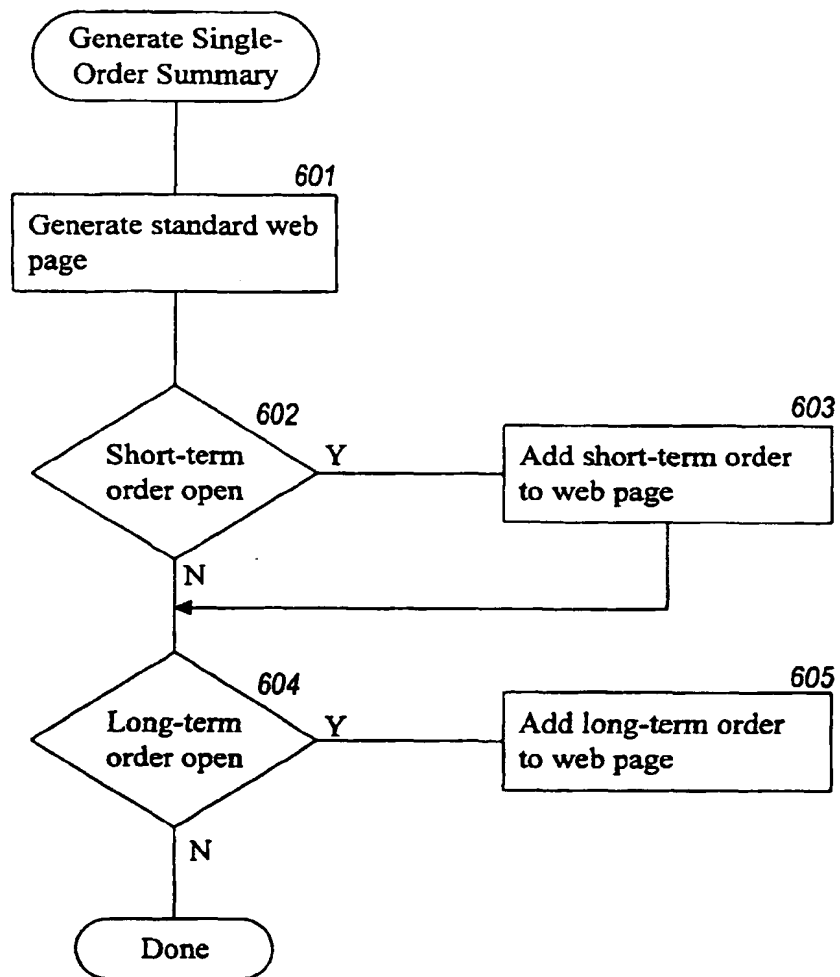 Generate Single-
Order Summary
601
Generate standard web
page
602
Short-term
order open
Y
N
603
Add short-term order
to web page
604
Long-term
order open
Y
N
605
Add long-term order
to web page
Done